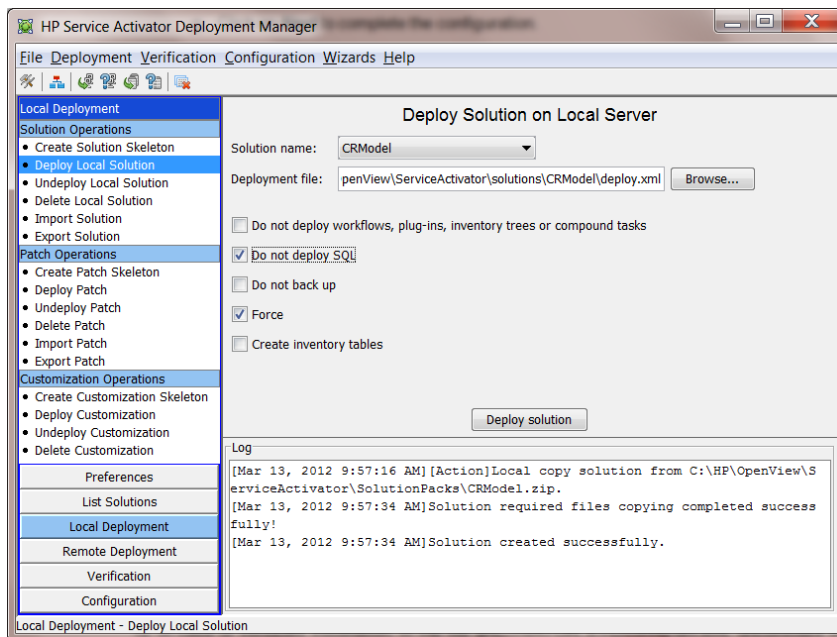 complete the configuration.
HP Service Activator Deployment Manager
File Deployment Verification Configuration Wizards Help
Local Deployment
Solution Operations
• Create Solution Skeleton
• Deploy Local Solution
• Undeploy Local Solution
• Delete Local Solution
• Import Solution
• Export Solution
Patch Operations
• Create Patch Skeleton
• Deploy Patch
• Undeploy Patch
• Delete Patch
• Import Patch
• Export Patch
Customization Operations
• Create Customization Skeleton
• Deploy Customization
• Undeploy Customization
• Delete Customization
Preferences
List Solutions
Local Deployment
Remote Deployment
Verification
Configuration
Deploy Solution on Local Server
Solution name: CRModel
Deployment file: penView\ServiceActivator\solutions\CRModel\deploy.xml Browse...
Do not deploy workflows, plug-ins, inventory trees or compound tasks
Do not deploy SQL
Do not back up
Force
Create inventory tables
Deploy solution
Log
[Mar 13, 2012 9:57:16 AM][Action]Local copy solution from C:\HP\OpenView\S
erviceActivator\SolutionPacks\CRModel.zip.
[Mar 13, 2012 9:57:34 AM]Solution required files copying completed success
fully!
[Mar 13, 2012 9:57:34 AM]Solution created successfully.
Local Deployment - Deploy Local Solution